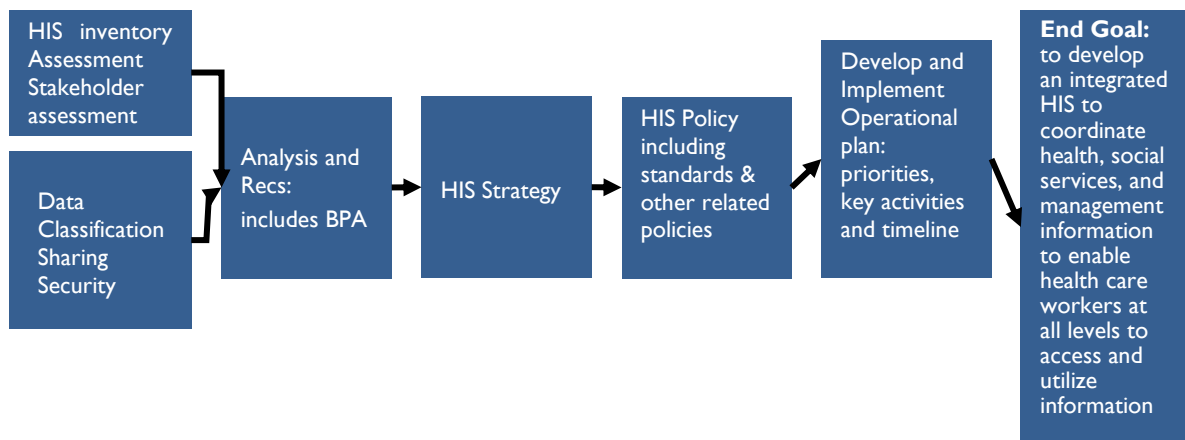 HIS inventory
Assessment
Stakeholder
assessment
Data
Classification
Sharing
Security
Analysis and
Recs:
includes BPA
HIS Strategy
HIS Policy
including
standards &
other related
policies
Develop and
Implement
Operational
plan:
priorities,
key activities
and timeline
End Goal:
to develop
an integrated
HIS to
coordinate
health, social
services, and
management
information
to enable
health care
workers at
all levels to
access and
utilize
information